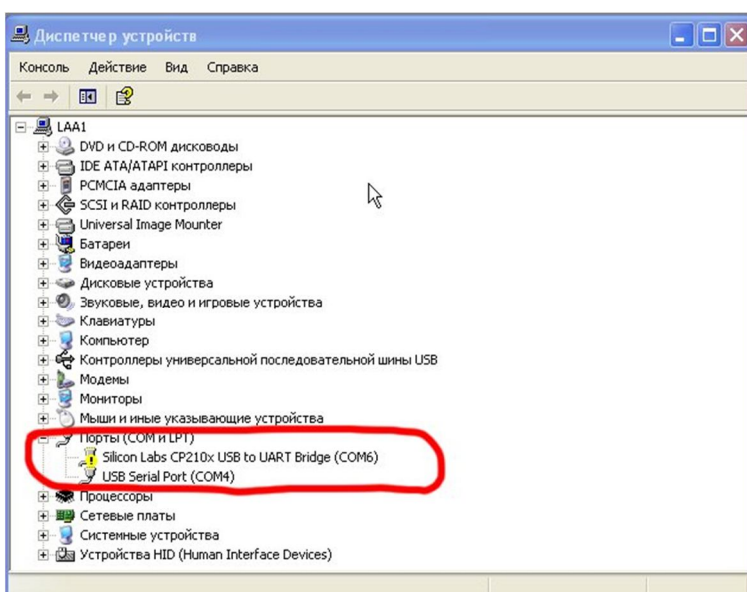 Диспетчер устройств
Консоль Действие Вид Справка
LAA1
DVD и CD-ROM дисководы
IDE ATA/ATAPI контроллеры
PCMCIA адаптеры
SCSI и RAID контроллеры
Universal Image Mounter
Батареи
Видеоадаптеры
Дисковые устройства
Звуковые, видео и игровые устройства
Клавиатуры
Компьютер
Контроллеры универсальной последовательной шины USB
Модемы
Мониторы
Мыши и иные указывающие устройства
Порты (COM и LPT)
Silicon Labs CP210x USB to UART Bridge (COM6)
USB Serial Port (COM4)
Процессоры
Сетевые платы
Системные устройства
Устройства HID (Human Interface Devices)